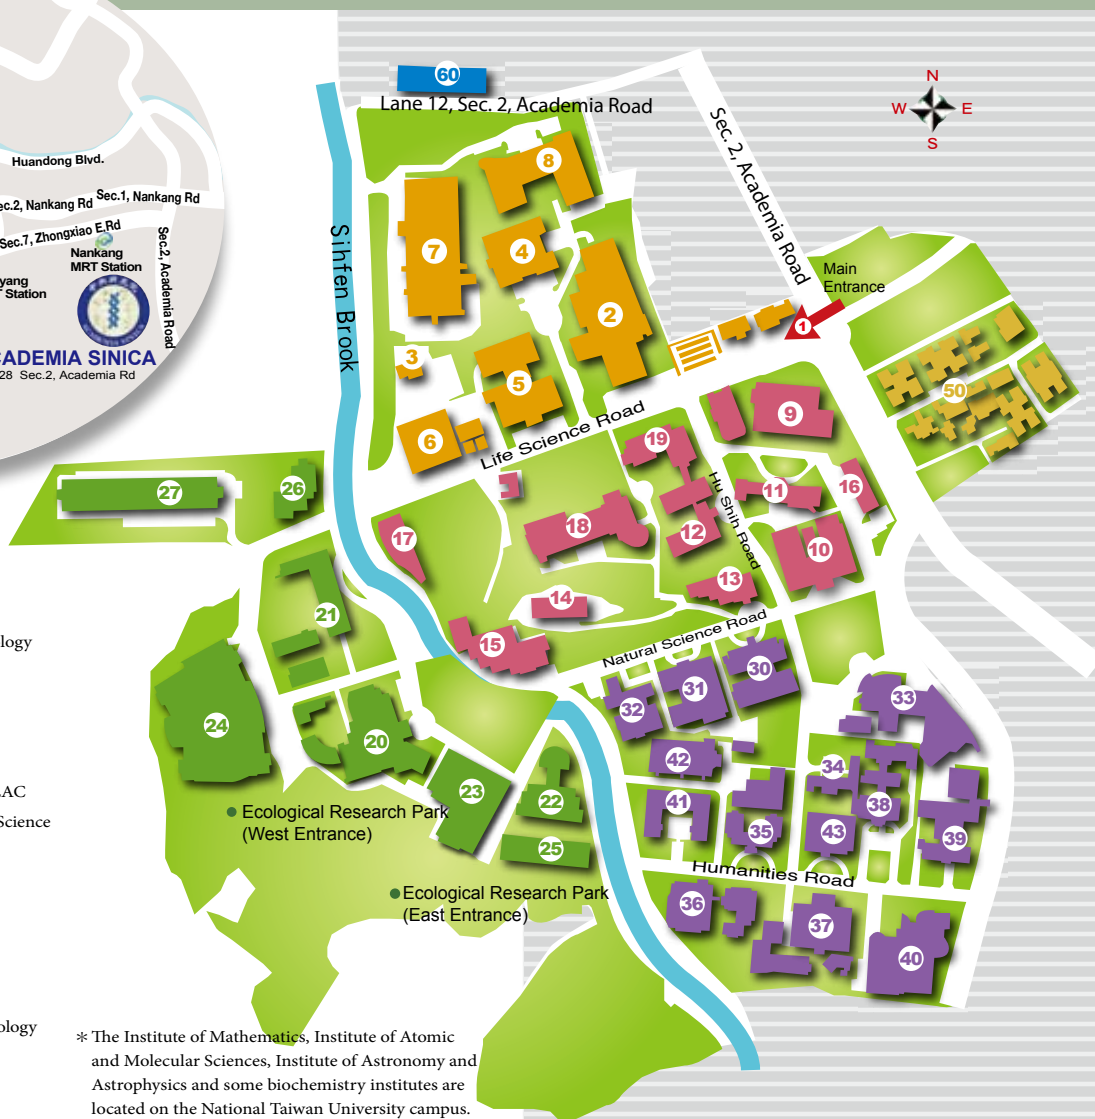 Huandong Blvd.
Sec.1, Nankang Rd
ec.2, Nankang Rd
Sec.7, Zhongxiao E.Rd
Nankang
MRT Station
yang
Station
Sec.2, Academia Road
CADEMIA SINICA
28 Sec.2, Academia Rd
60
Lane 12, Sec. 2, Academia Road
Sec. 2, Academia Road
N
W
E
S
Main
Entrance
1
Sihfen Brook
8
7
4
2
3
5
6
Life Science Road
50
9
19
11
16
Hu Shih Road
12
10
18
17
13
14
15
Natural Science Road
27
26
21
24
20
23
22
25
Ecological Research Park
(West Entrance)
Ecological Research Park
(East Entrance)
30
31
32
33
42
34
41
38
35
43
39
Humanities Road
36
37
40
ology
AC
Science
ology
* The Institute of Mathematics, Institute of Atomic
and Molecular Sciences, Institute of Astronomy and
Astrophysics and some biochemistry institutes are
located on the National Taiwan University campus.